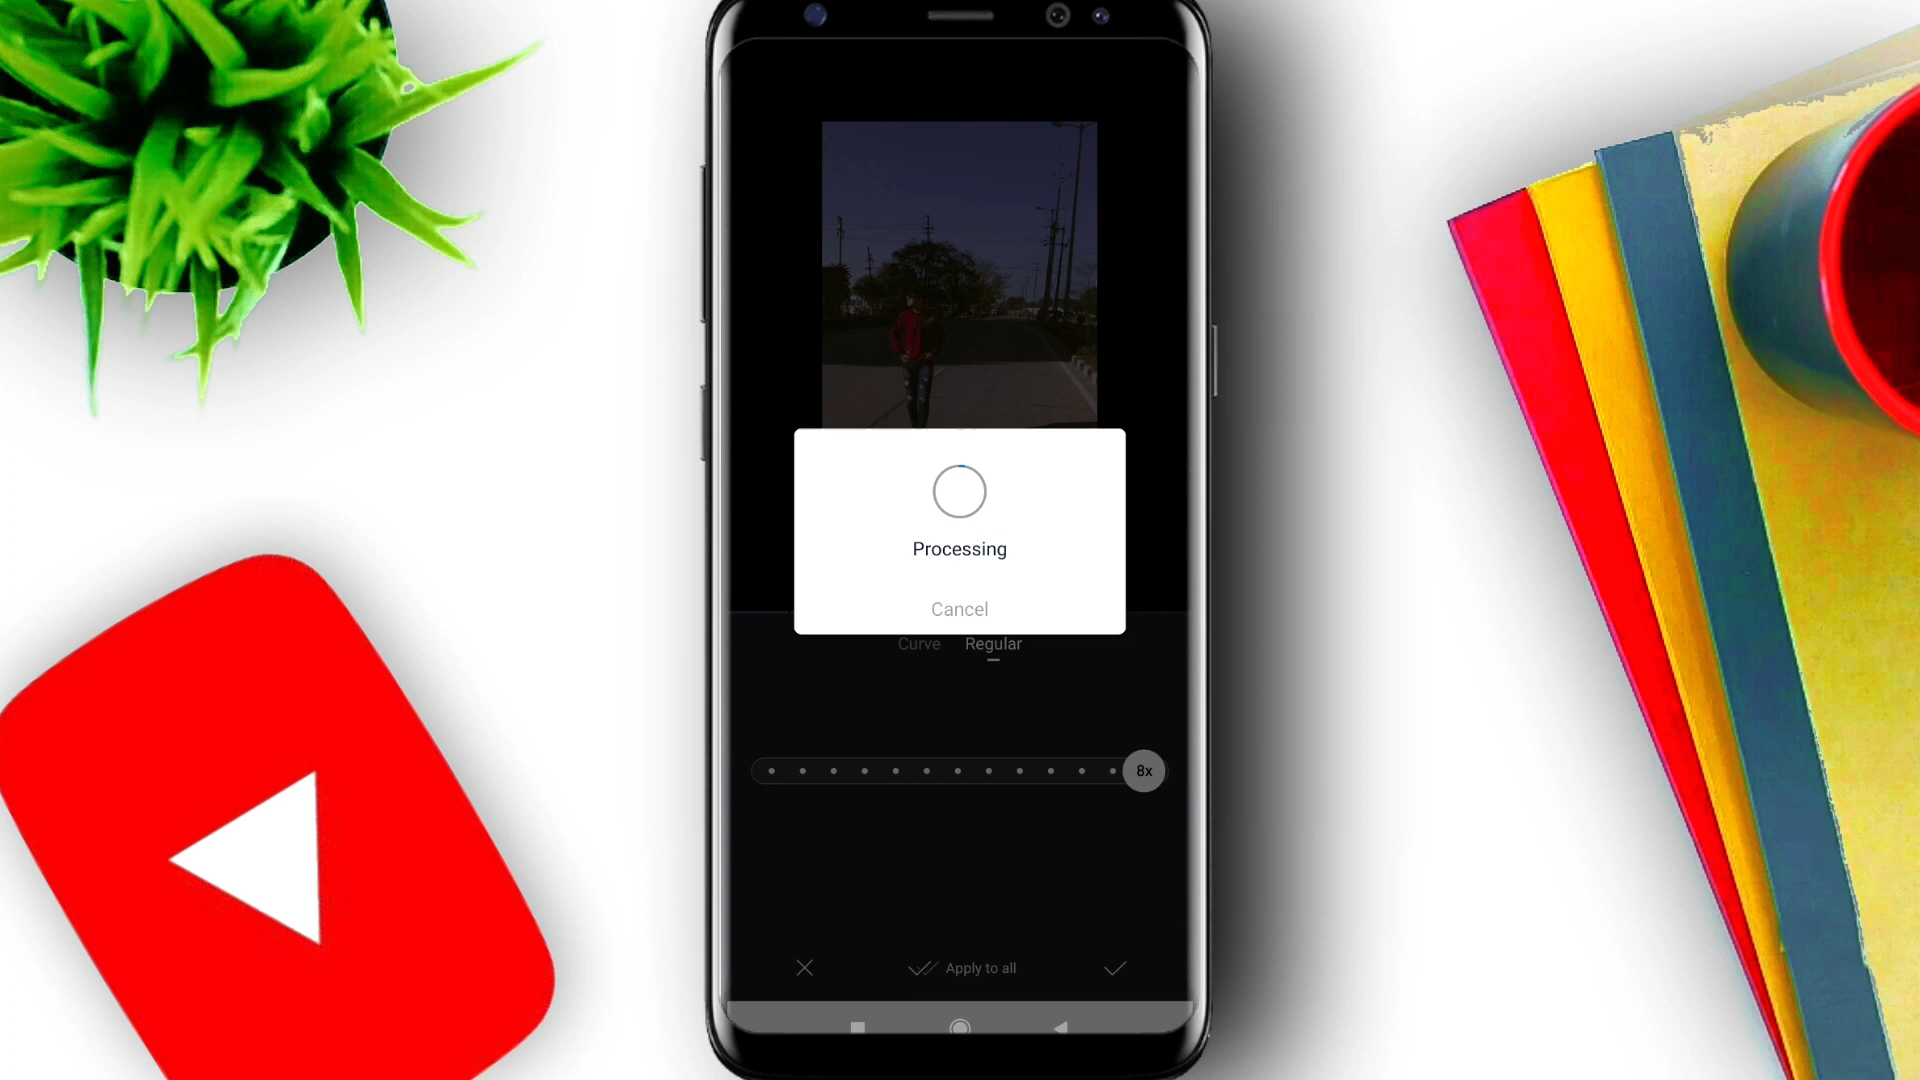 Processing
Cancel
Curve Regular
8x
Apply to all